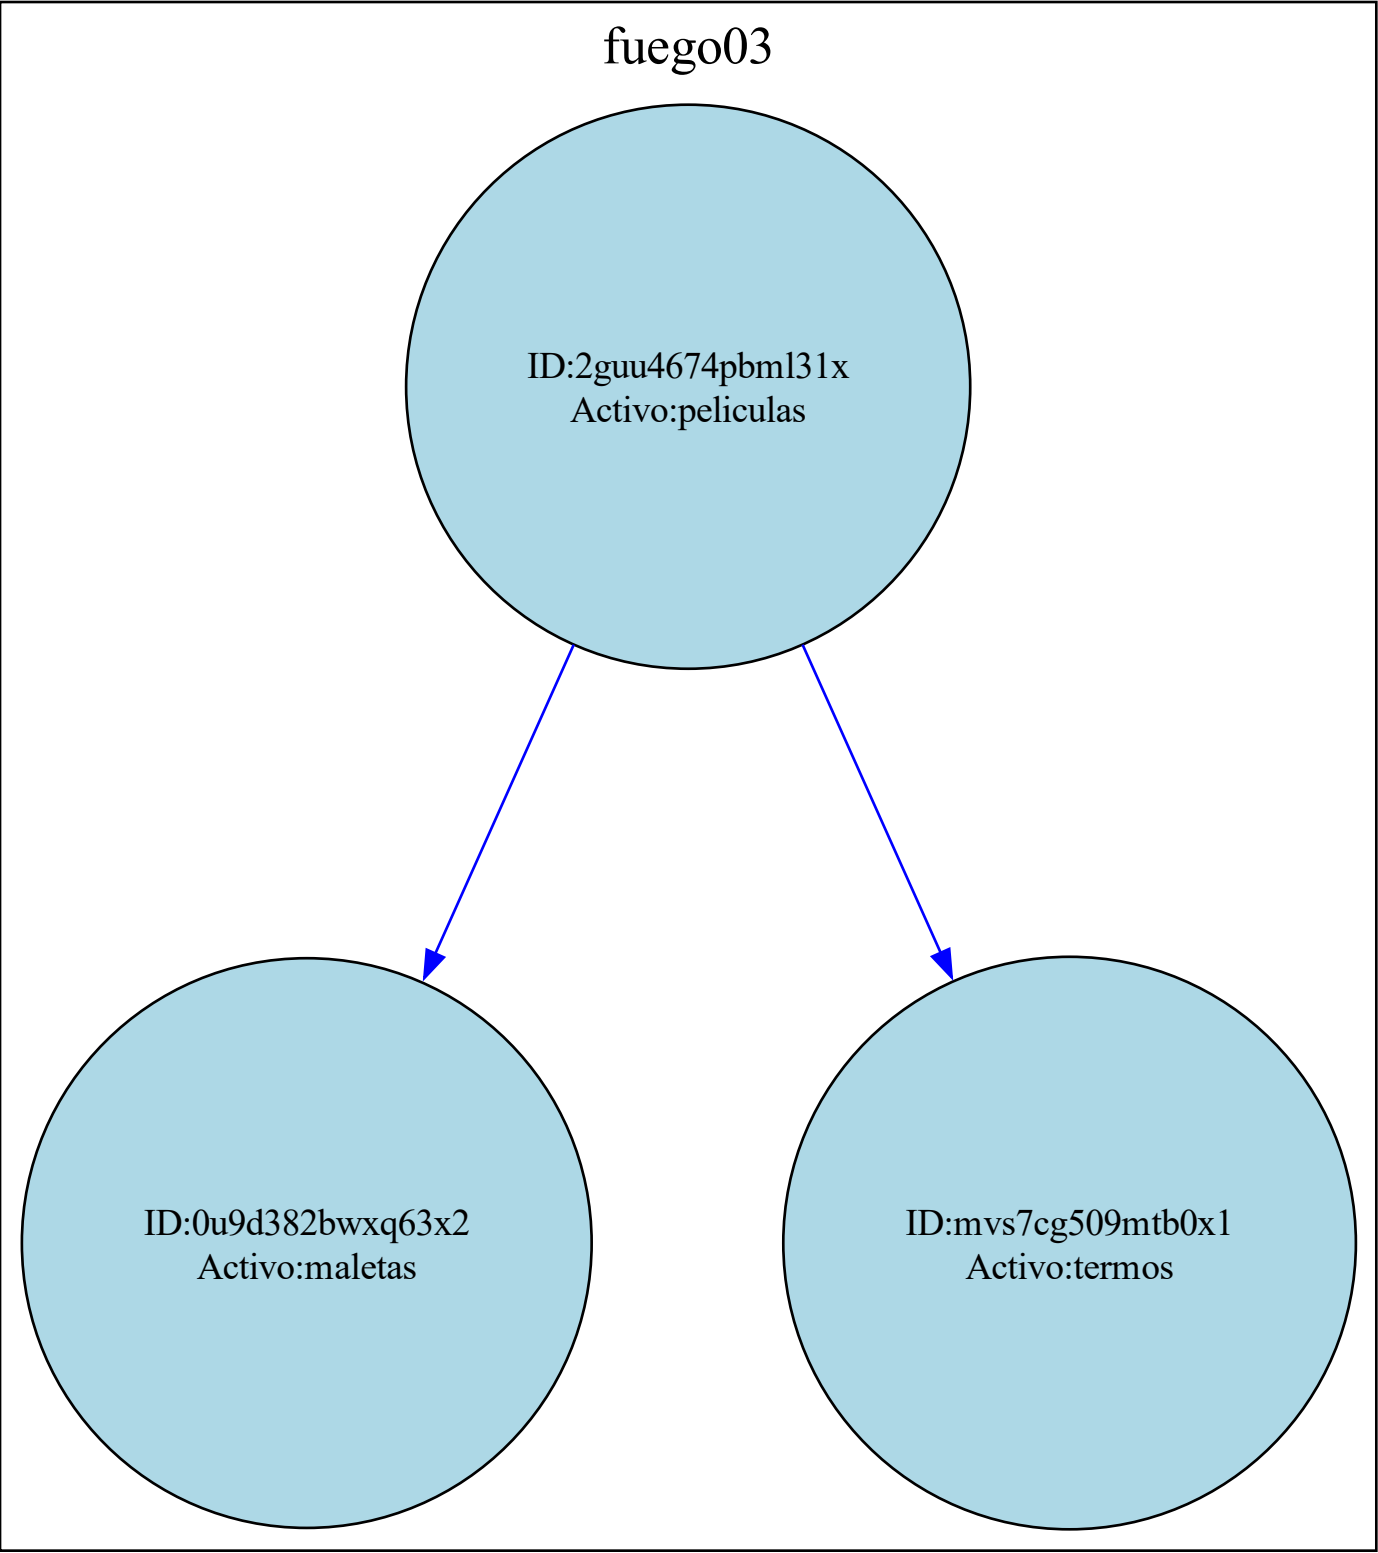 fuego03
ID:2guu4674pbml31x
Activo:peliculas
ID:0u9d382bwxq63x2
Activo:maletas
ID:mvs7cg509mtb0x1
Activo:termos